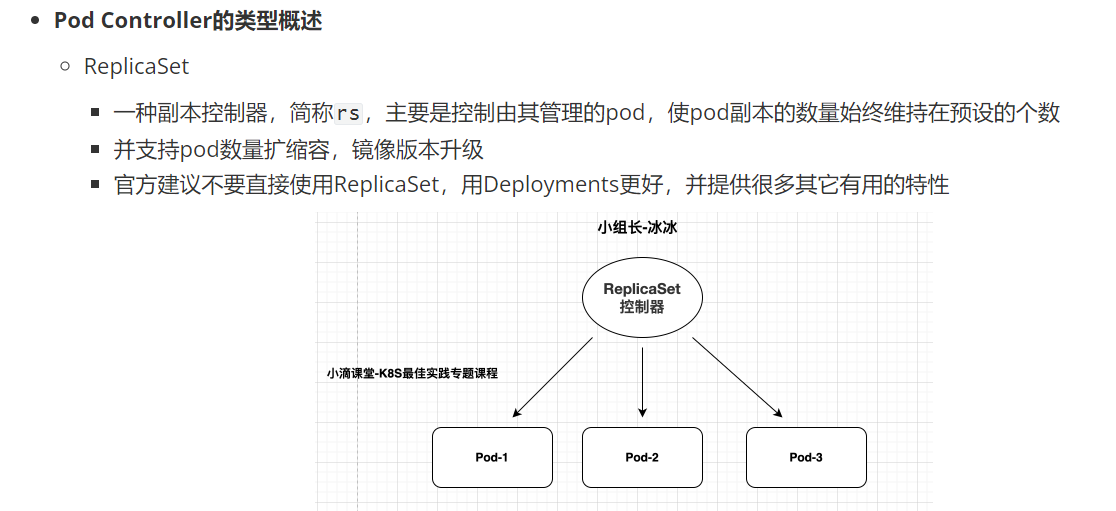 Pod Controller的类型概述
ReplicaSet
一种副本控制器，简称rs，主要是控制由其管理的pod，使pod副本的数量始终维持在预设的个数
并支持pod数量扩缩容，镜像版本升级
官方建议不要直接使用ReplicaSet，用Deployments更好，并提供很多其它有用的特性
小组长-冰冰
ReplicaSet
控制器
小滴课堂-K8S最佳实践专题课程
Pod-1
Pod-2
Pod-3